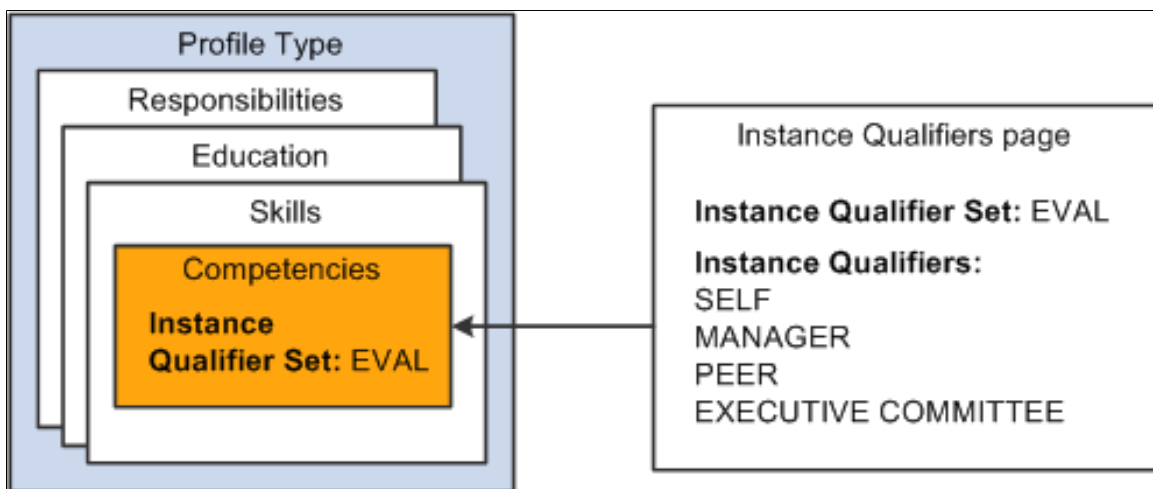 Profile Type
Responsibilities
Education
Skills
Competencies
Instance
Qualifier Set: EVAL
Instance Qualifiers page
Instance Qualifier Set: EVAL
Instance Qualifiers:
SELF
MANAGER
PEER
EXECUTIVE COMMITTEE